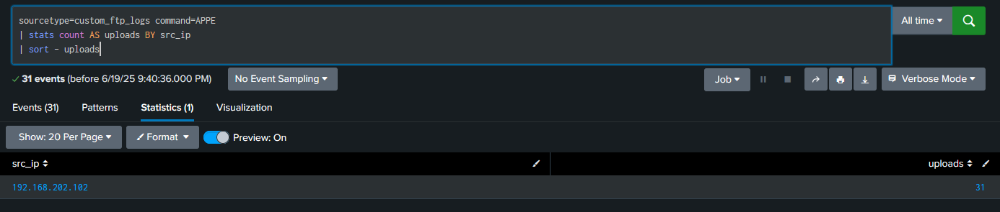 sourcetype=custom_ftp_logs command=APPE
| stats count AS uploads BY src_ip
| sort - uploads
All time
31 events (before 6/19/25 9:40:36.000 PM)
No Event Sampling
Job
Verbose Mode
Events (31) Patterns Statistics (1) Visualization
Show: 20 Per Page Format Preview: On
src_ip uploads
192.168.202.102 31